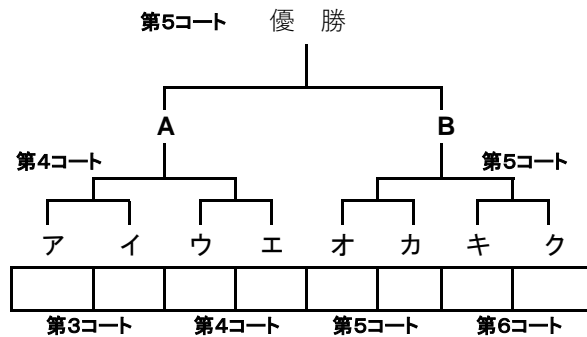 第5コート 優 勝
A B
第4コート 第5コート
ア イ ウ エ オ カ キ ク
第3コート 第4コート 第5コート 第6コート